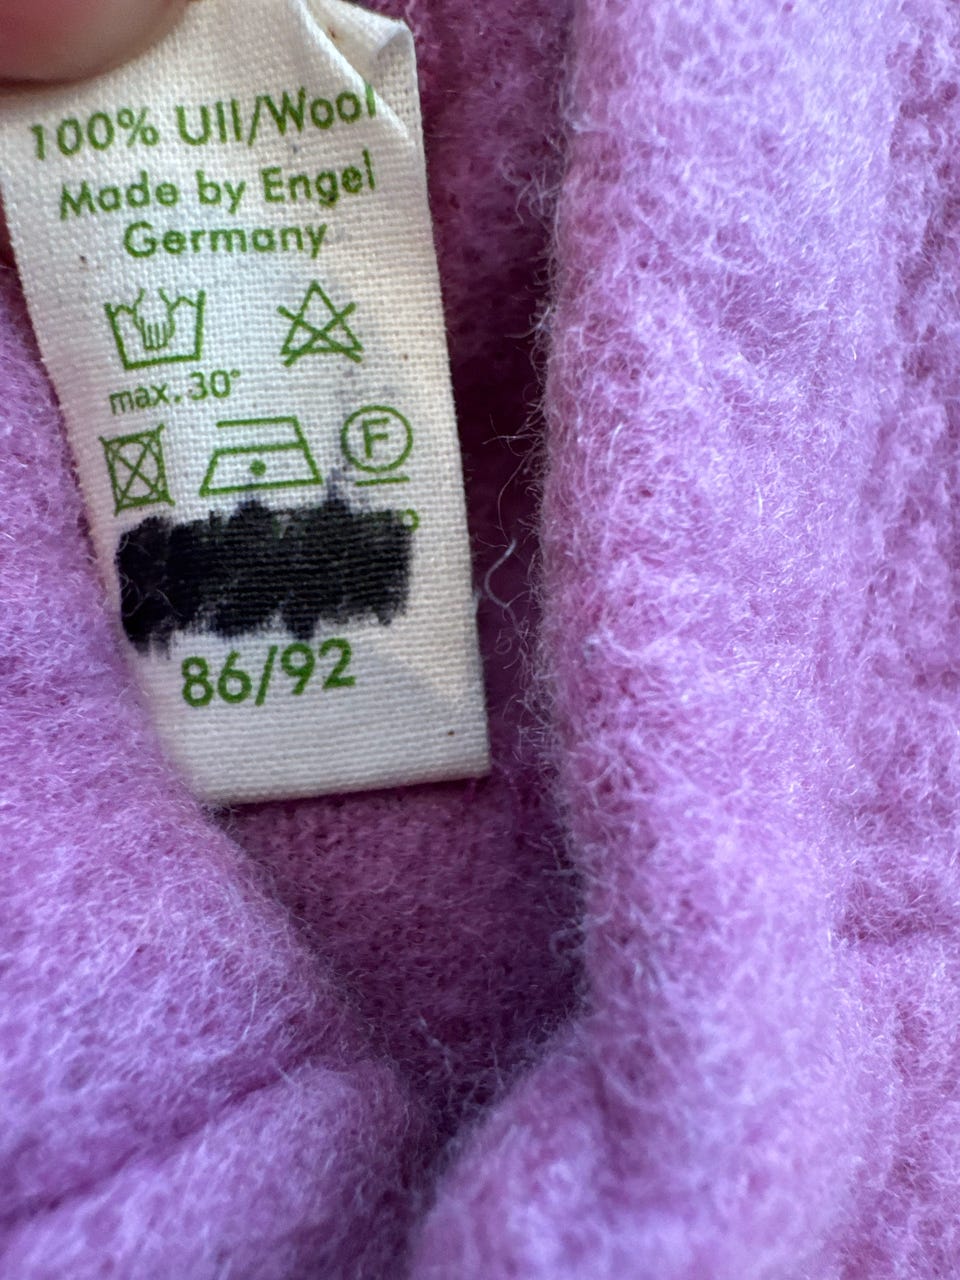 100% Ull/Wool
Made by Engel
Germany
max. 30°
F
86/92